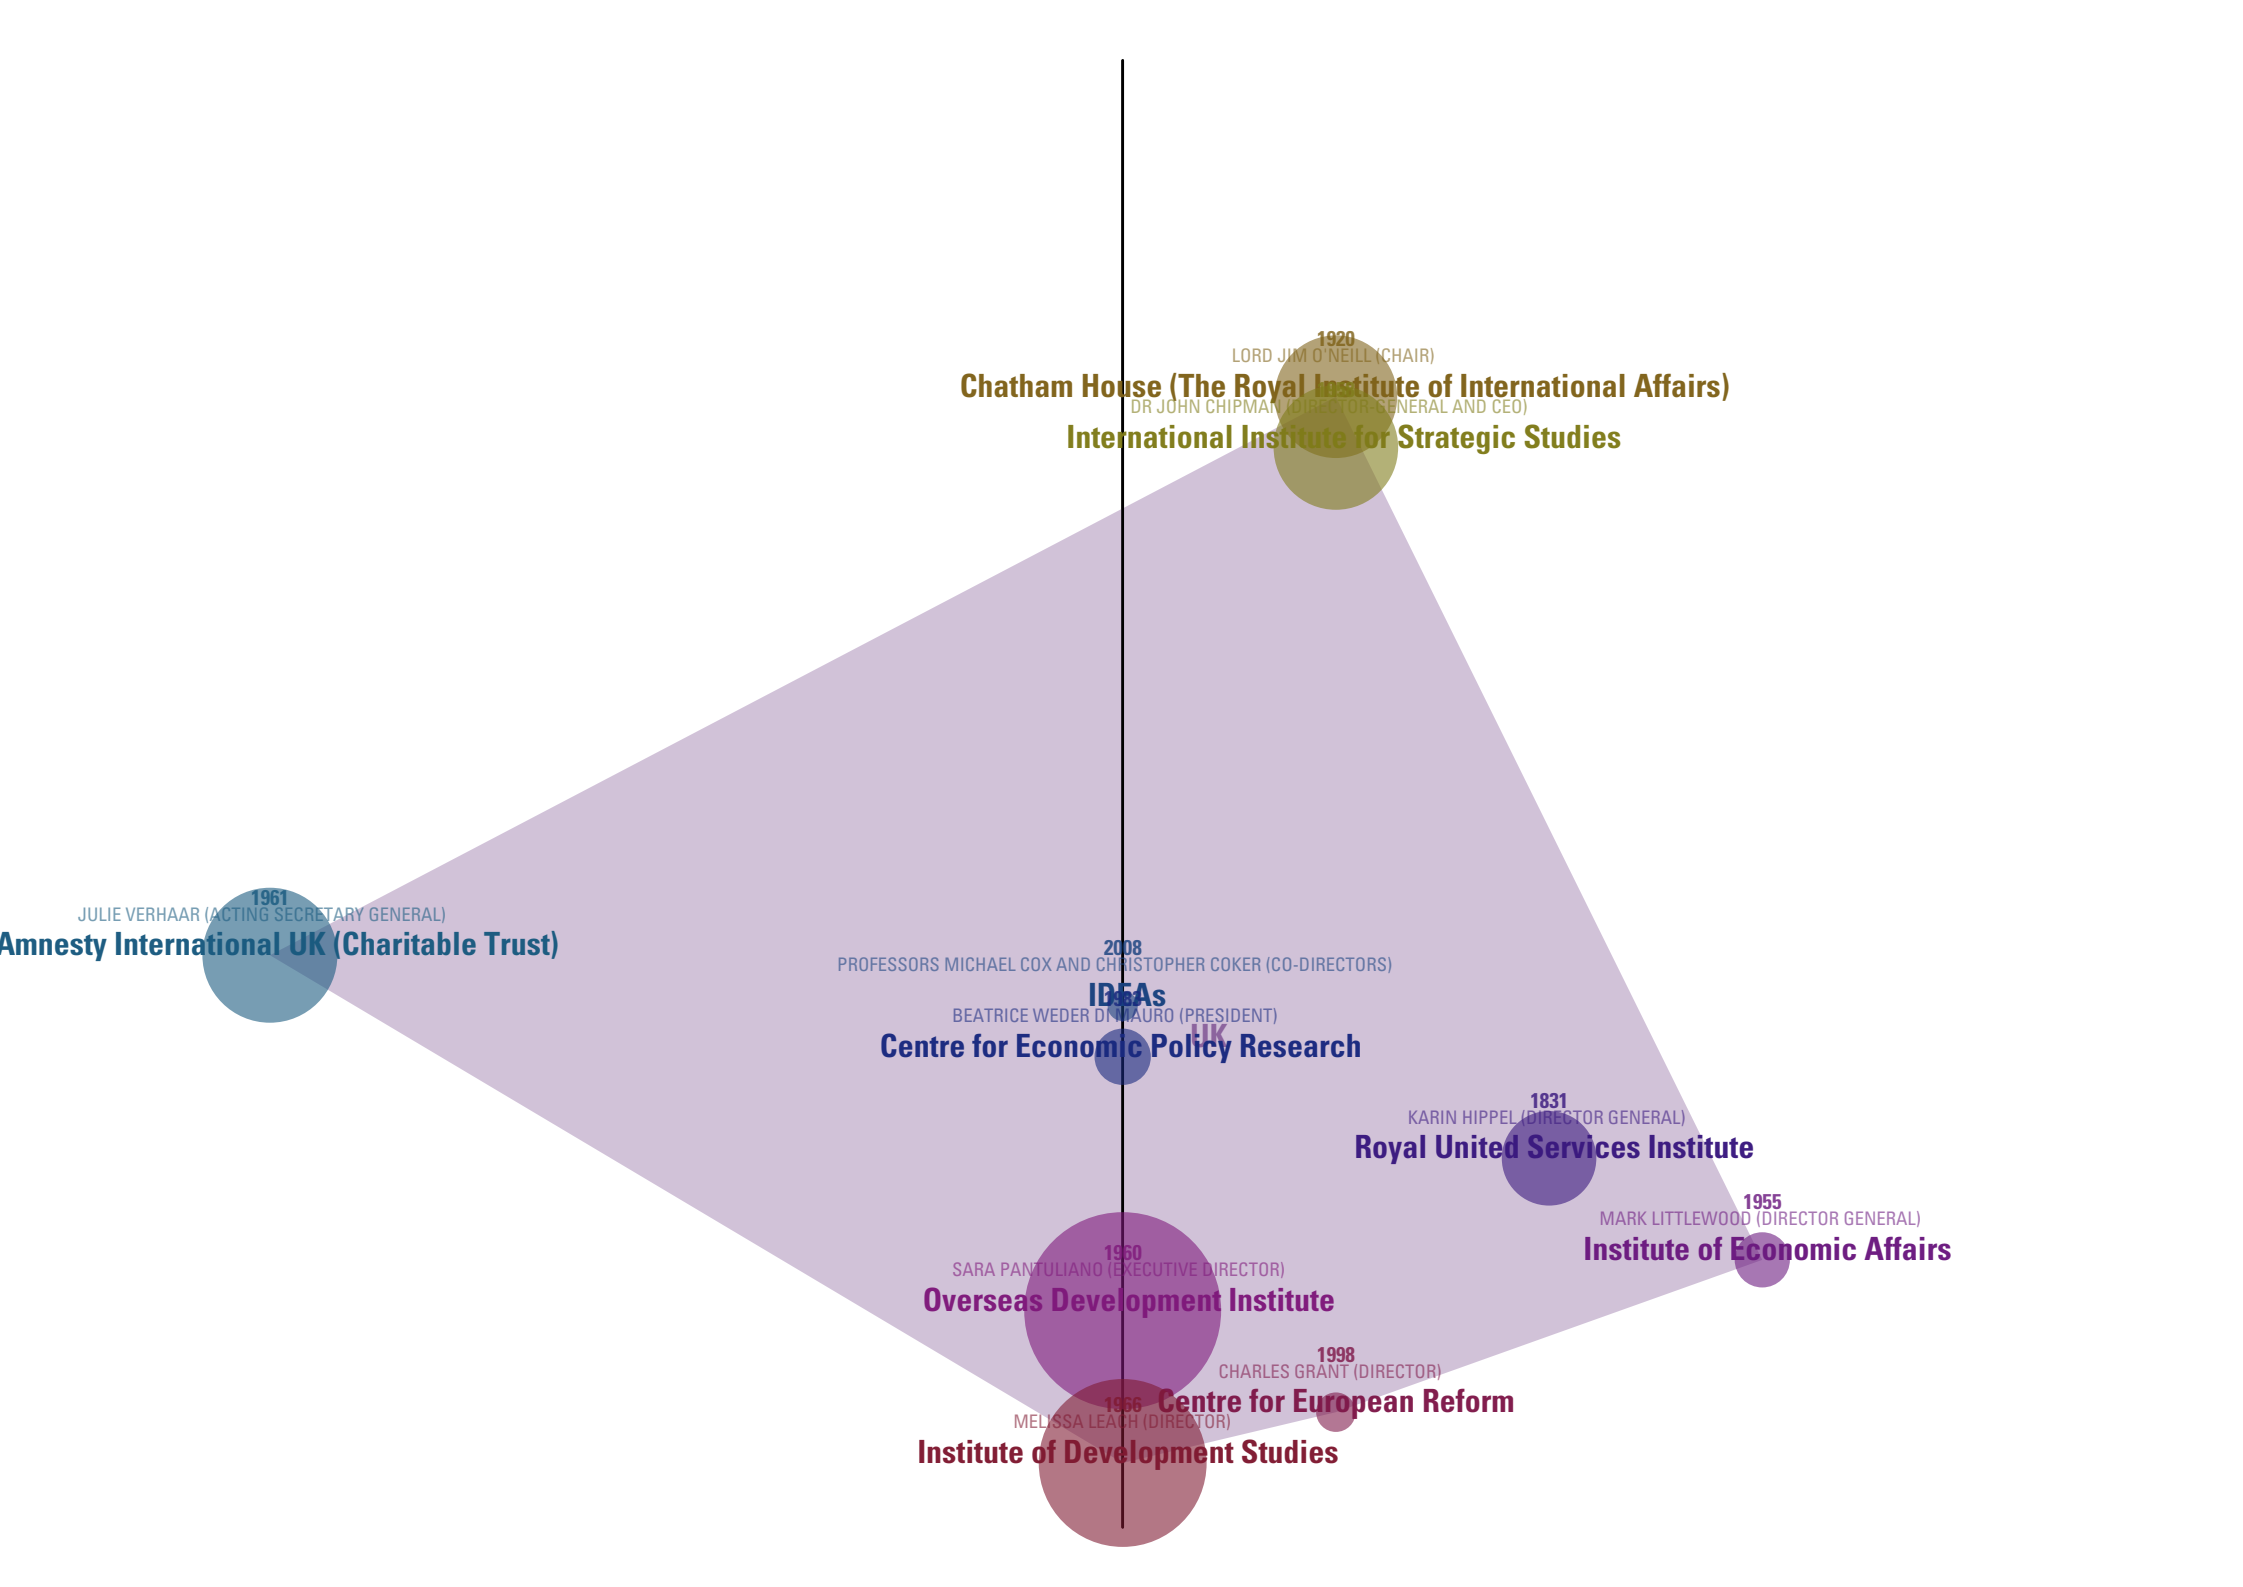 1920
LORD JIM O'NEILL (CHAIR)
Chatham House (The Royal Institute of International Affairs)
DR JOHN CHIPMAN (DIRECTOR-GENERAL AND CEO)
International Institute for Strategic Studies
1961
JULIE VERHAAR (ACTING SECRETARY GENERAL)
Amnesty International UK (Charitable Trust)
2008
PROFESSORS MICHAEL COX AND CHRISTOPHER COKER (CO-DIRECTORS)
IDEAs
BEATRICE WEDER DI MAURO (PRESIDENT)
UK
Centre for Economic Policy Research
1831
KARIN HIPPEL (DIRECTOR GENERAL)
Royal United Services Institute
1955
MARK LITTLEWOOD (DIRECTOR GENERAL)
Institute of Economic Affairs
1960
SARA PANTULIANO (EXECUTIVE DIRECTOR)
Overseas Development Institute
1998
CHARLES GRANT (DIRECTOR)
Centre for European Reform
1966
MELISSA LEACH (DIRECTOR)
Institute of Development Studies